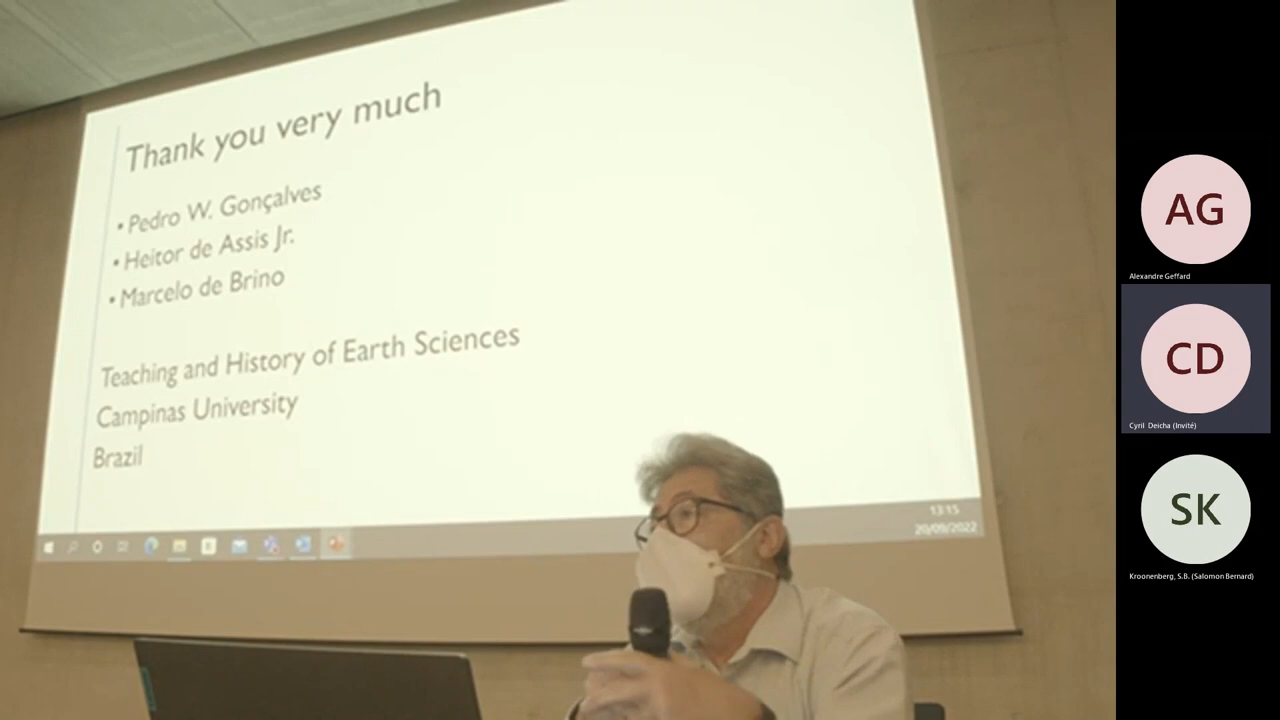 Thank you very much
• Pedro W. Gonçalves
• Heitor de Assis Jr.
• Marcelo de Brino
Teaching and History of Earth Sciences
Campinas University
Brazil
13:15
20/09/2022
AG
Alexandre Geffard
CD
Cyril Deicha (Invité)
SK
Kroonenberg, S.B. (Salomon Bernard)